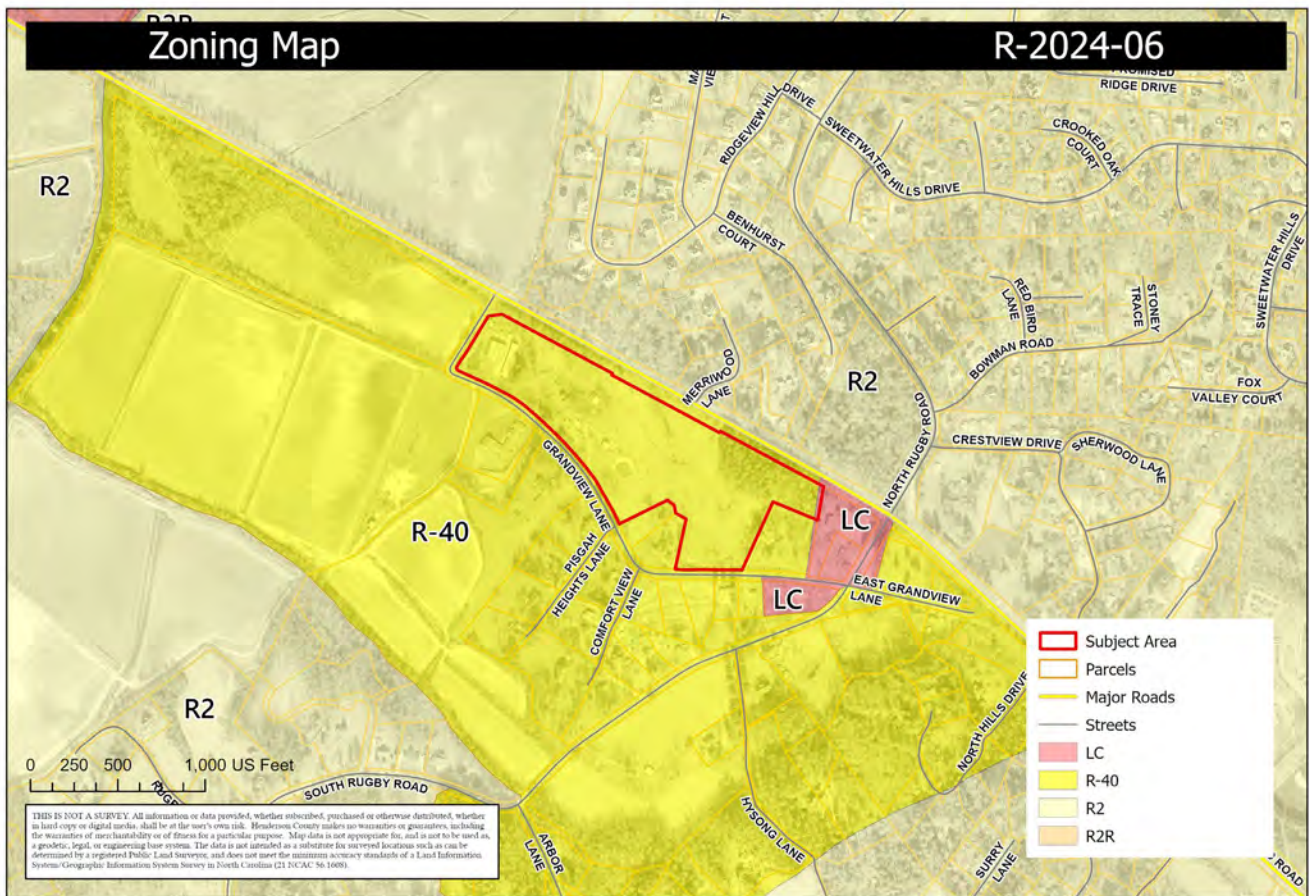 R2R
Zoning Map
R-2024-06
RIDGE DRIVE
CROOKED OAK
COURT
RIDGEVIEW HILL
DRIVE
SWEETWATER HILLS DRIVE
BENHURST
COURT
SWEETWATER HILLS
DRIVE
R2
RED BIRD
LANE
STONEY
TRACE
BOWMAN ROAD
MERRIWOOD
LANE
R2
FOX
VALLEY COURT
NORTH RUGBY ROAD
CRESTVIEW DRIVE
SHERWOOD LANE
GRANDVIEW LANE
R-40
LC
PISGAH
HEIGHTS LANE
COMFORT VIEW
LANE
LC
EAST GRANDVIEW
LANE
R2
NORTH HILLS DRIVE
SOUTH RUGBY ROAD
HYSONG LANE
ARBOR
LANE
SURRY
LANE
ROAD
0 250 500 1,000 US Feet
Subject Area
Parcels
Major Roads
Streets
LC
R-40
R2
R2R
THIS IS NOT A SURVEY. All information or data provided, whether subscribed, purchased or otherwise distributed, whether
in hard copy or digital media, shall be at the user's own risk. Henderson County makes no warranties or guarantees, including
the warranties of merchantability or of fitness for a particular purpose. Map data is not appropriate for, and is not to be used as,
a geodetic, legal, or engineering base system. The data is not intended as a substitute for surveyed locations such as can be
determined by a registered Public Land Surveyor, and does not meet the minimum accuracy standards of a Land Information
System/Geographic Information System Survey in North Carolina (21 NCAC 56.1608).